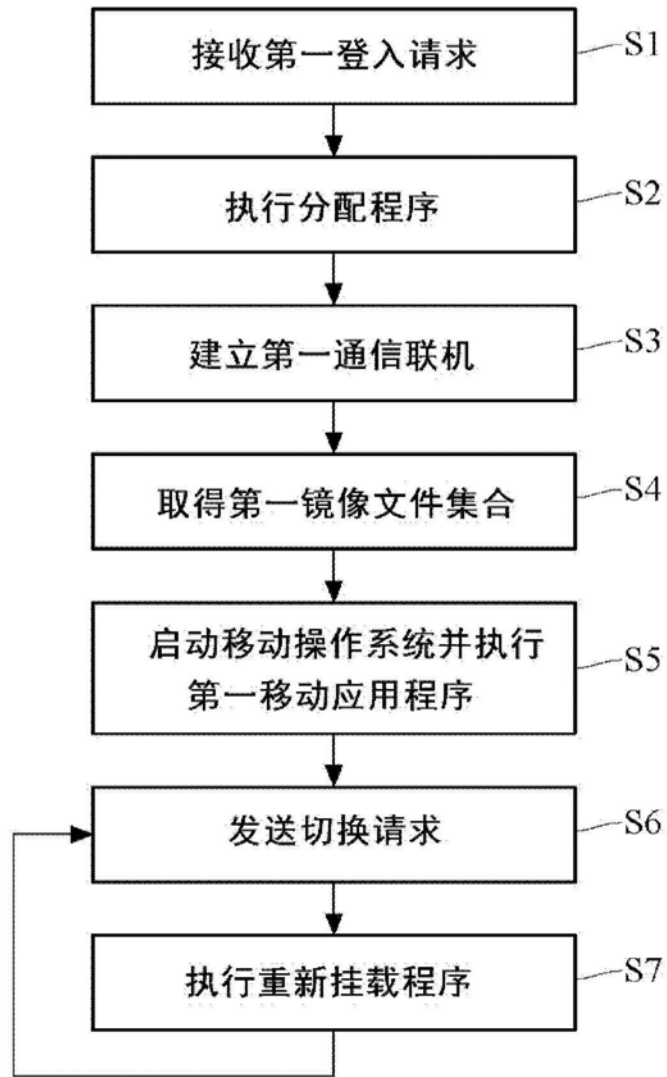 接收第一登入请求
S1
执行分配程序
S2
建立第一通信联机
S3
取得第一镜像文件集合
S4
启动移动操作系统并执行
第一移动应用程序
S5
发送切换请求
S6
执行重新挂载程序
S7